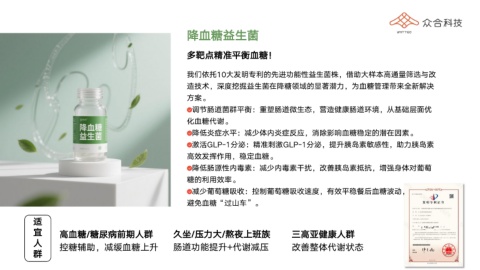 众合科技
降血糖益生菌
多靶点精准平衡血糖！
我们依托10大发明专利的先进功能性益生菌株，借助大样本高通量筛选与改
造技术，深度挖掘益生菌在降糖领域的显著潜力，为血糖管理带来全新解决
方案。
调节肠道菌群平衡：重塑肠道微生态，营造健康肠道环境，从基础层面优
化血糖代谢。
降低炎症水平：减少体内炎症反应，消除影响血糖稳定的潜在因素。
激活GLP-1分泌：精准刺激GLP-1分泌，提升胰岛素敏感性，助力胰岛素
高效发挥作用，稳定血糖。
降低肠源性内毒素：减少内毒素干扰，改善胰岛素抵抗，增强身体对葡萄
糖的利用效率。
减少葡萄糖吸收：控制葡萄糖吸收速度，有效平稳餐后血糖波动，
避免血糖“过山车”。
降血糖
益生菌
适宜人群
高血糖/糖尿病前期人群
控糖辅助，减缓血糖上升
久坐/压力大/熬夜上班族
肠道功能提升+代谢减压
三高亚健康人群
改善整体代谢状态